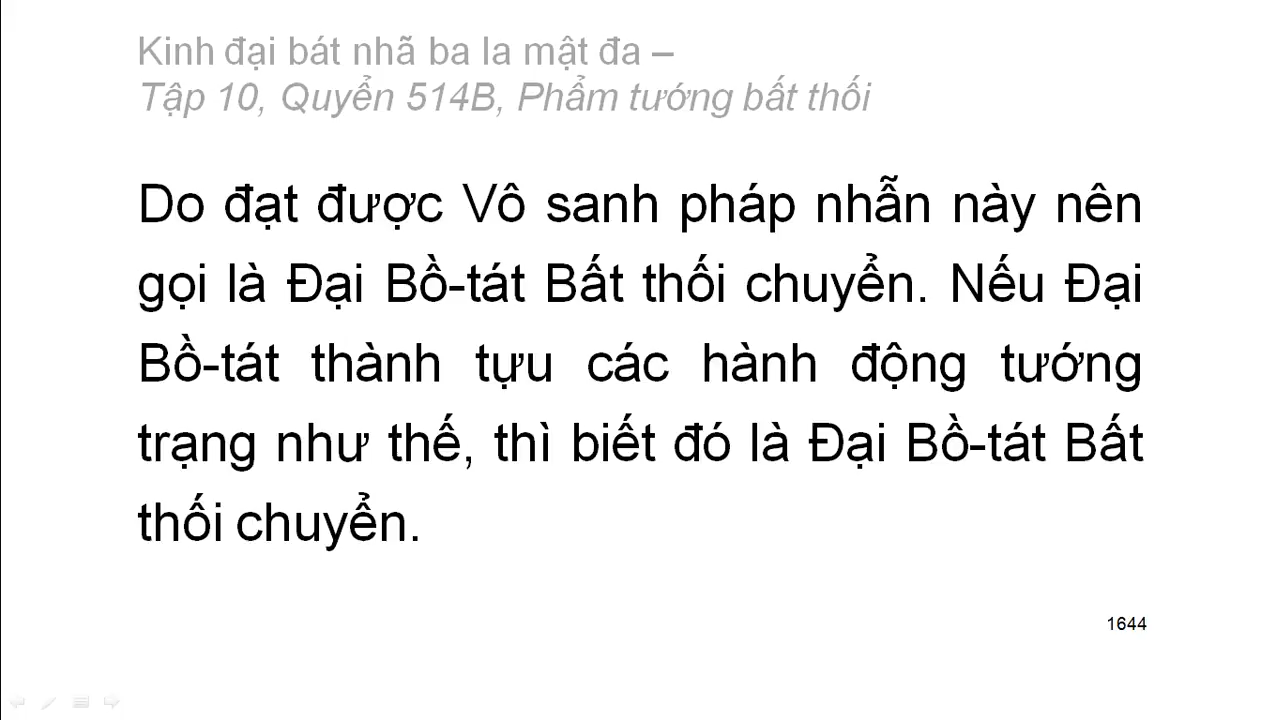 Kinh đại bát nhã ba la mật đa –
Tập 10, Quyển 514B, Phẩm tướng bất thối
Do đạt được Vô sanh pháp nhẫn này nên
gọi là Đại Bồ-tát Bất thối chuyển. Nếu Đại
Bồ-tát thành tựu các hành động tướng
trạng như thế, thì biết đó là Đại Bồ-tát Bất
thối chuyển.
1644